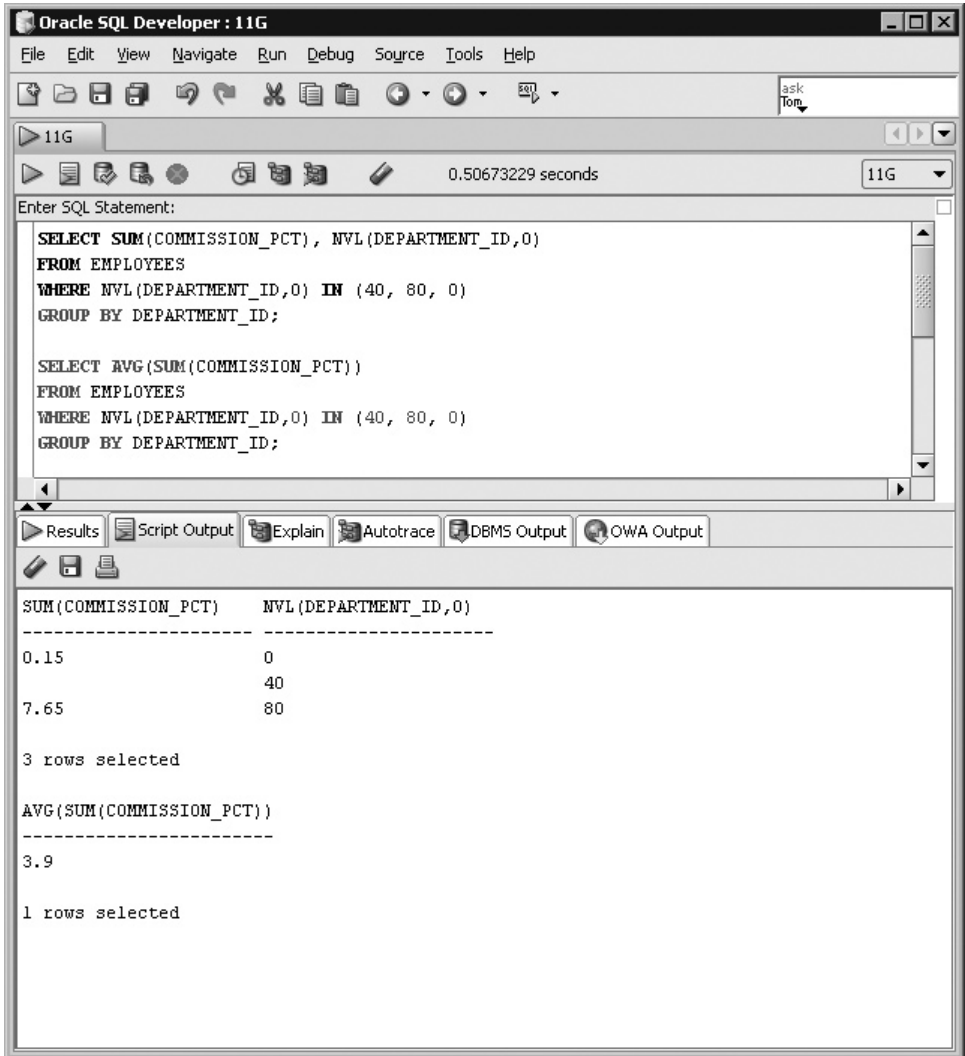 Oracle SQL Developer : 11G
File Edit View Navigate Run Debug Source Tools Help
ask
Tom
11G
0.50673229 seconds
11G
Enter SQL Statement:
SELECT SUM(COMMISSION_PCT), NVL(DEPARTMENT_ID,0)
FROM EMPLOYEES
WHERE NVL(DEPARTMENT_ID,0) IN (40, 80, 0)
GROUP BY DEPARTMENT_ID;
SELECT AVG(SUM(COMMISSION_PCT))
FROM EMPLOYEES
WHERE NVL(DEPARTMENT_ID,0) IN (40, 80, 0)
GROUP BY DEPARTMENT_ID;
Results Script Output Explain Autotrace DBMS Output OWA Output
SUM(COMMISSION_PCT) NVL(DEPARTMENT_ID,0)
---------------------- ----------------------
0.15 0
40
7.65 80
3 rows selected
AVG(SUM(COMMISSION_PCT))
------------------------
3.9
1 rows selected